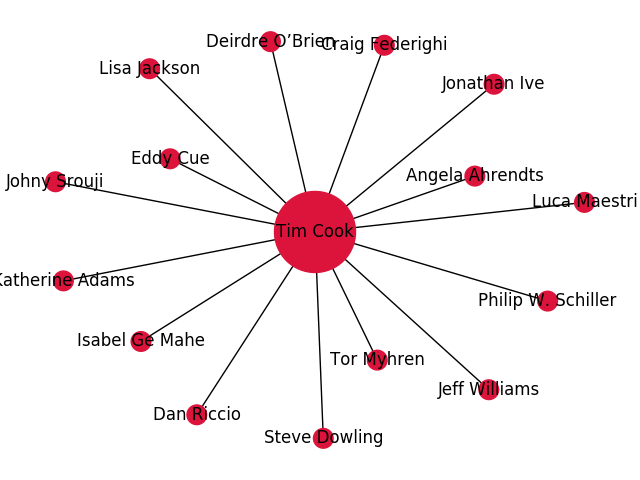 Deirdre O’Brien
Craig Federighi
Lisa Jackson
Jonathan Ive
Eddy Cue
Angela Ahrendts
Johny Srouji
Luca Maestri
Tim Cook
Katherine Adams
Philip W. Schiller
Isabel Ge Mahe
Tor Myhren
Jeff Williams
Dan Riccio
Steve Dowling